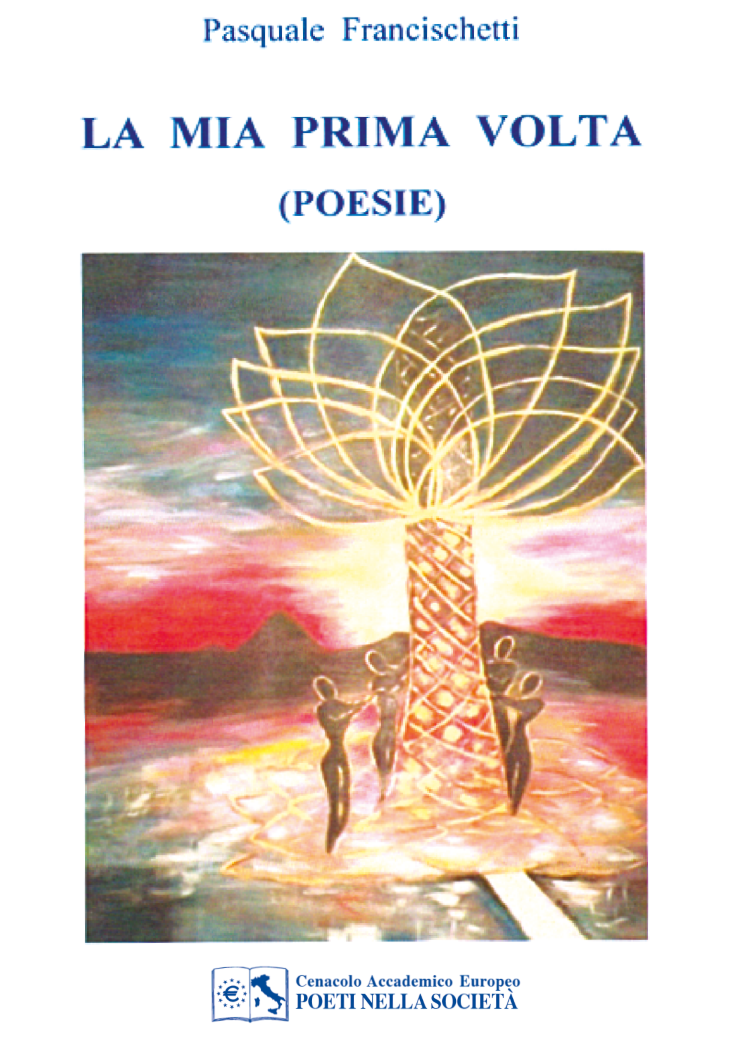 Pasquale Francischetti
LA MIA PRIMA VOLTA
(POESIE)
€
Cenacolo Accademico Europeo
POETI NELLA SOCIETÀ